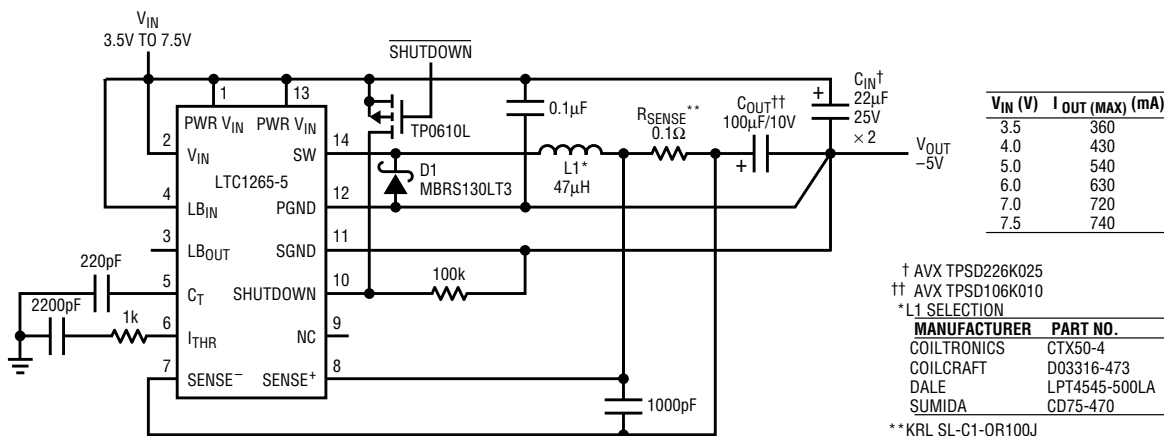 VIN
3.5V TO 7.5V
SHUTDOWN
1
13
PWR VIN
PWR VIN
TP0610L
0.1µF
RSENSE**
0.1Ω
COUT††
100µF/10V
+
CIN†
22µF
25V
× 2
+
2
VIN
SW
14
LTC1265-5
D1
MBRS130LT3
L1*
47µH
VOUT
–5V
4
LBIN
PGND
12
3
LBOUT
SGND
11
220pF
5
CT
SHUTDOWN
10
100k
2200pF
1k
6
ITHR
NC
9
7
SENSE–
SENSE+
8
1000pF
VIN (V) I OUT (MAX) (mA)
3.5 360
4.0 430
5.0 540
6.0 630
7.0 720
7.5 740
† AVX TPSD226K025
†† AVX TPSD106K010
*L1 SELECTION
MANUFACTURER PART NO.
COILTRONICS CTX50-4
COILCRAFT D03316-473
DALE LPT4545-500LA
SUMIDA CD75-470
**KRL SL-C1-OR100J